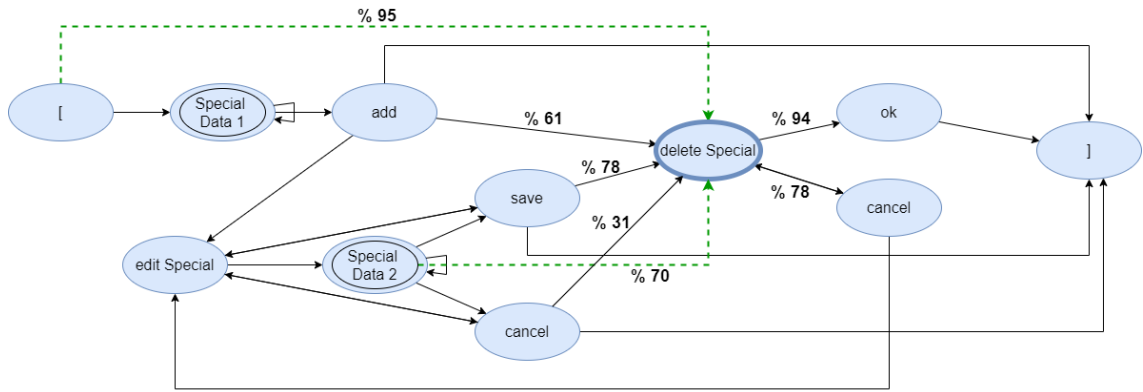 % 95
[
Special
Data 1
add
% 61
delete Special
% 94
ok
]
% 78
save
% 78
cancel
% 31
edit Special
Special
Data 2
% 70
cancel